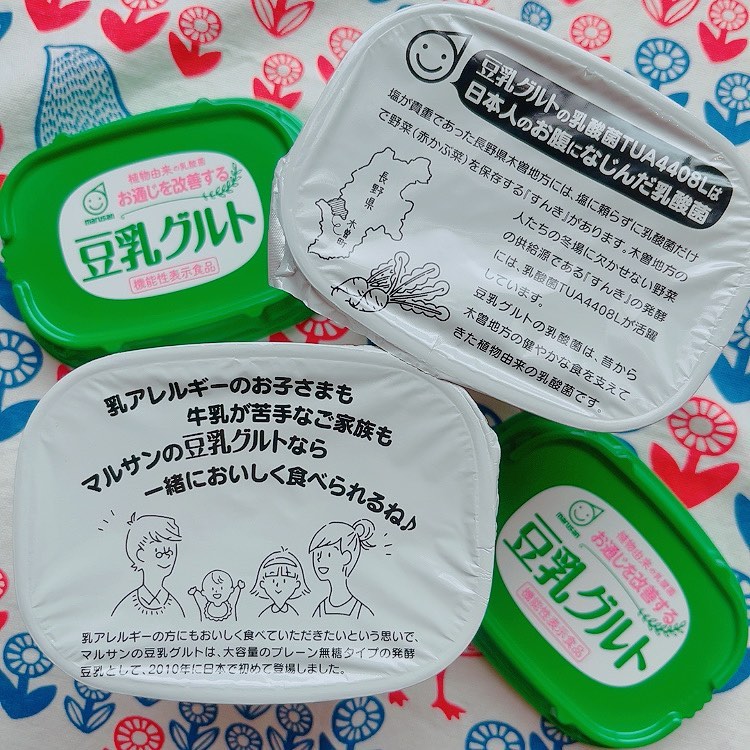 植物由来の乳酸菌
お通じを改善する
marusan
豆乳グルト
機能性表示食品
豆乳グルトの乳酸菌TUA4408Lは
日本人のお腹になじんだ乳酸菌
塩が貴重であった長野県木曽地方には、塩に頼らずに乳酸菌だけ
で野菜(赤かぶ菜)を保存する「すんき」があります。木曽地方の
人たちの冬場に欠かせない野菜
の供給源である「すんき」の発酵
には、乳酸菌TUA4408Lが活躍
しています。
豆乳グルトの乳酸菌は、昔から
木曽地方の健やかな食を支えて
きた植物由来の乳酸菌です。
長野県
木曽町
乳アレルギーのお子さまも
牛乳が苦手なご家族も
マルサンの豆乳グルトなら
一緒においしく食べられるね♪
乳アレルギーの方にもおいしく食べていただきたいという思いで、
マルサンの豆乳グルトは、大容量のプレーン無糖タイプの発酵
豆乳として、2010年に日本で初めて登場しました。
marusan
植物由来の乳酸菌
お通じを改善する
豆乳グルト
機能性表示食品